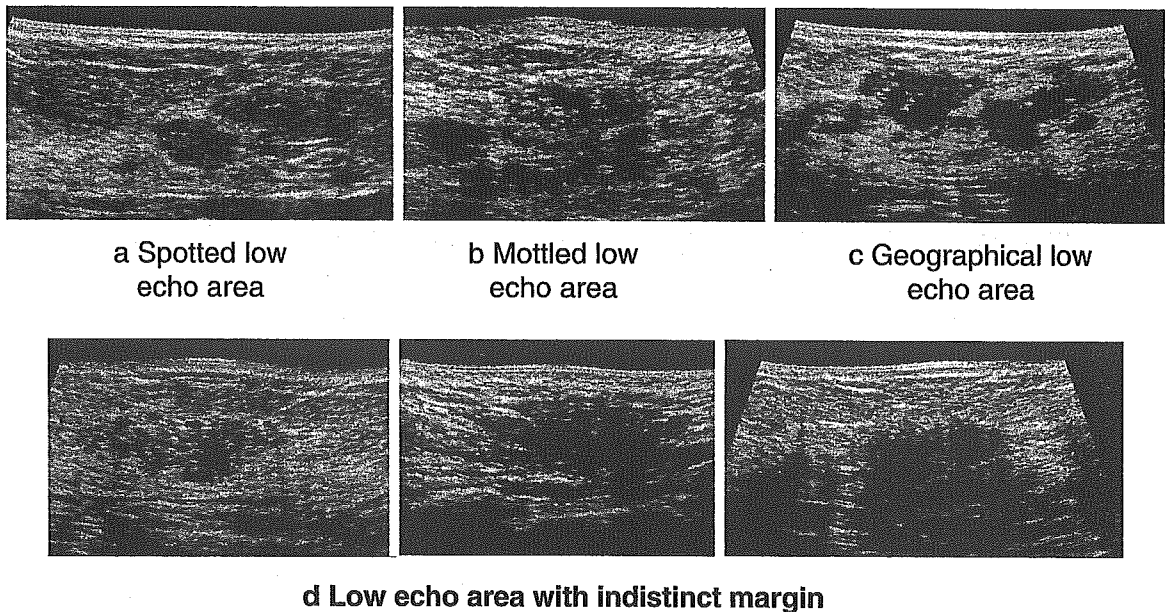 a Spotted low
echo area
b Mottled low
echo area
c Geographical low
echo area
d Low echo area with indistinct margin